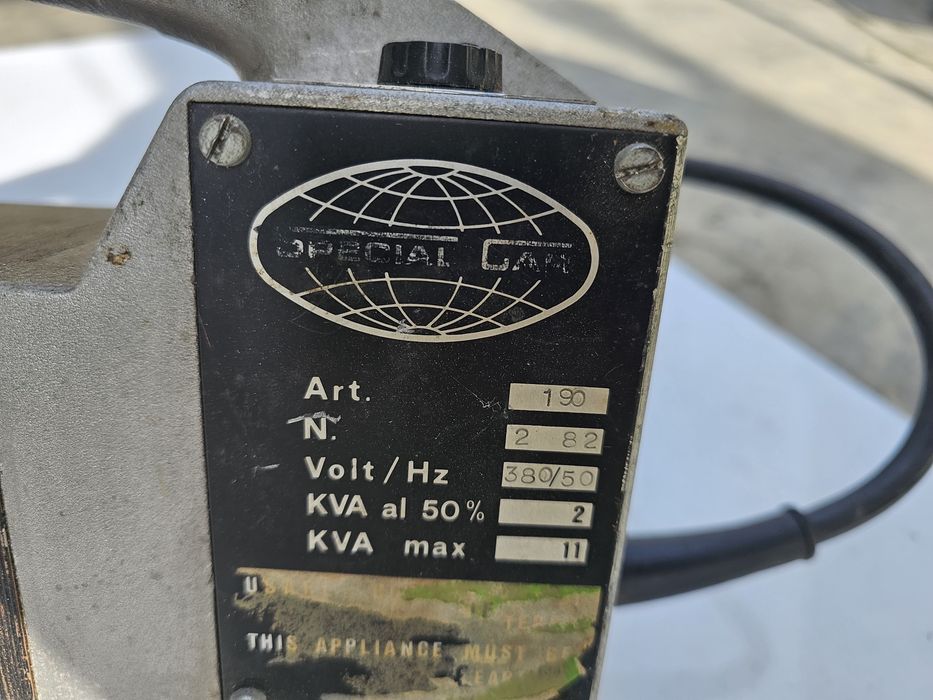 SPECIAL CAR
Art. 190
N. 2 82
Volt/Hz 380/50
KVA al 50% 2
KVA max 11
THIS APPLIANCE MUST BE